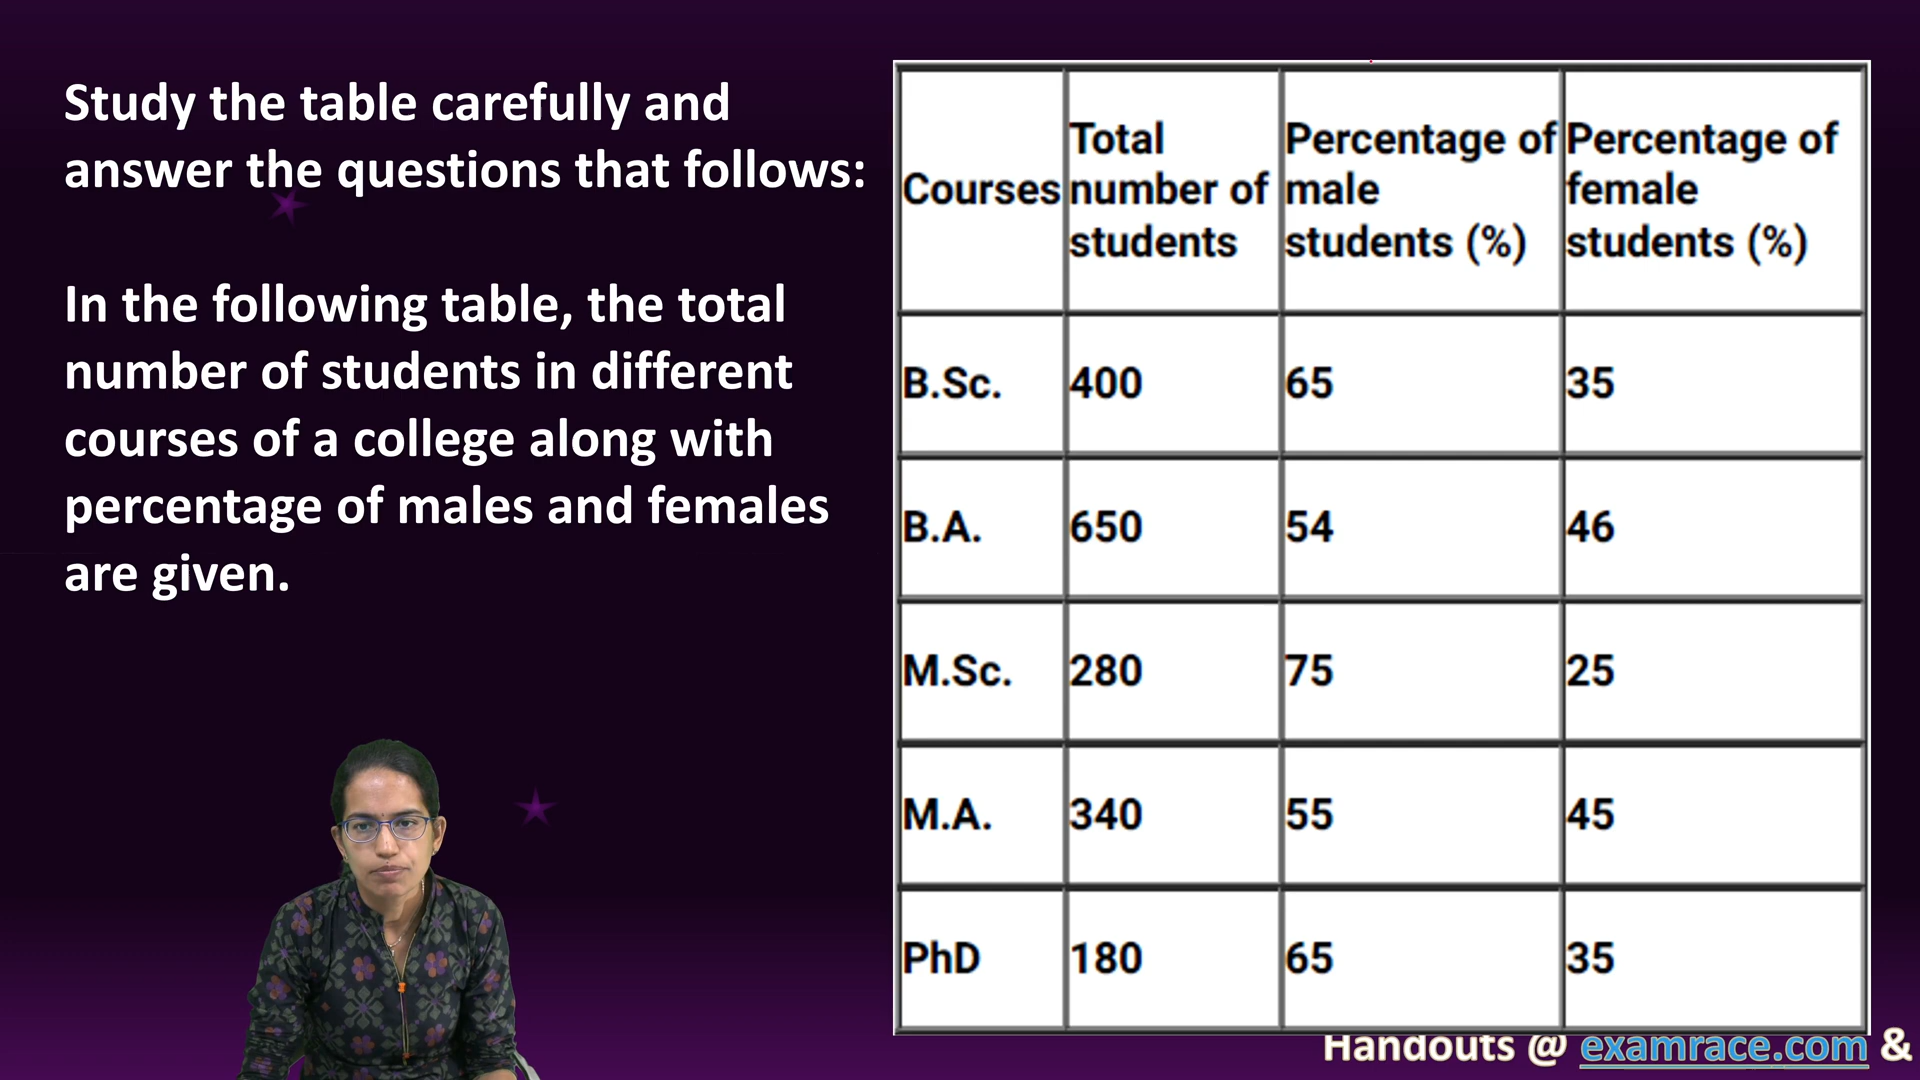 Study the table carefully and
answer the questions that follows:
In the following table, the total
number of students in different
courses of a college along with
percentage of males and females
are given.
Courses Total number of students Percentage of male students (%) Percentage of female students (%)
B.Sc. 400 65 35
B.A. 650 54 46
M.Sc. 280 75 25
M.A. 340 55 45
PhD 180 65 35
Handouts @ examrace.com &